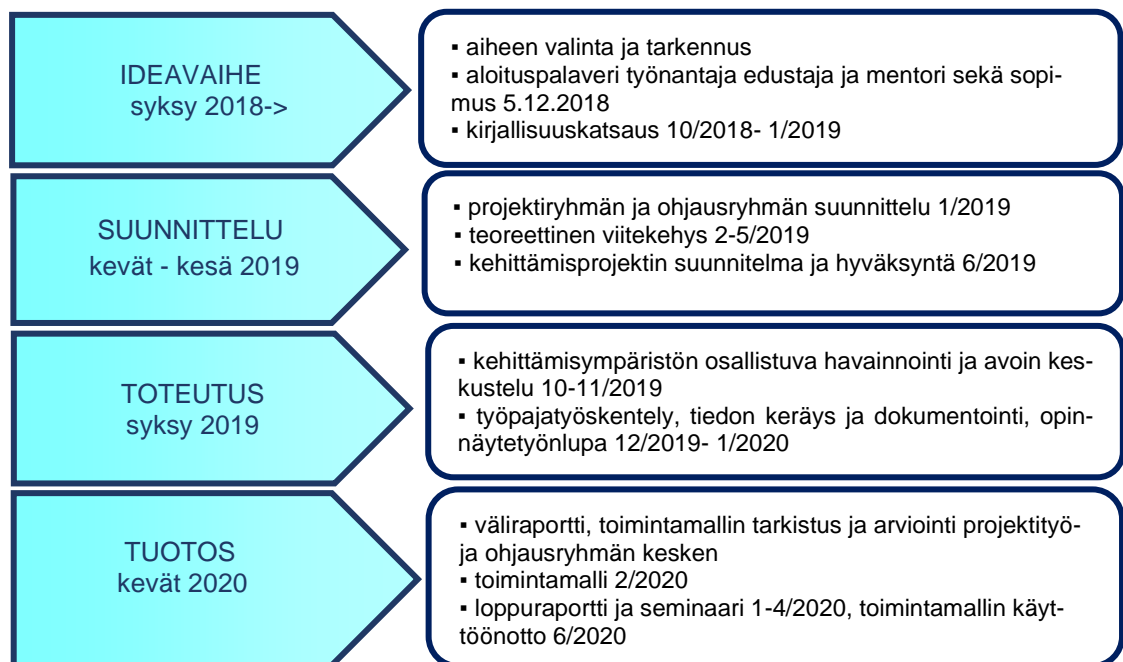 IDEAVAIHE
syksy 2018->
▪ aiheen valinta ja tarkennus
▪ aloituspalaveri työnantaja edustaja ja mentori sekä sopi-
mus 5.12.2018
▪ kirjallisuuskatsaus 10/2018- 1/2019
SUUNNITTELU
kevät - kesä 2019
▪ projektiryhmän ja ohjausryhmän suunnittelu 1/2019
▪ teoreettinen viitekehys 2-5/2019
▪ kehittämisprojektin suunnitelma ja hyväksyntä 6/2019
TOTEUTUS
syksy 2019
▪ kehittämisympäristön osallistuva havainnointi ja avoin kes-
kustelu 10-11/2019
▪ työpajatyöskentely, tiedon keräys ja dokumentointi, opin-
näytetyönlupa 12/2019- 1/2020
TUOTOS
kevät 2020
▪ väliraportti, toimintamallin tarkistus ja arviointi projektityö-
ja ohjausryhmän kesken
▪ toimintamalli 2/2020
▪ loppuraportti ja seminaari 1-4/2020, toimintamallin käyt-
töönotto 6/2020